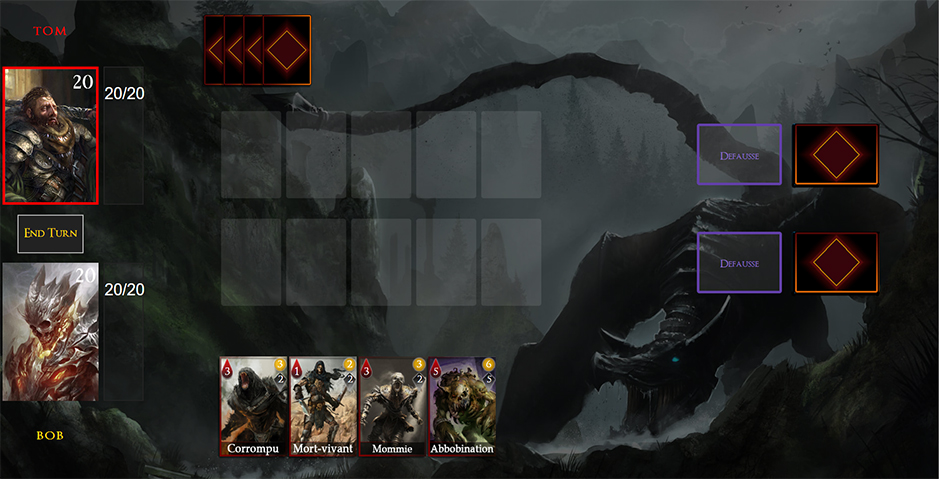 TOM
20
20/20
DEFAUSSE
END TURN
DEFAUSSE
20
20/20
3 3 2
1 2 2
3 3 2
5 6 5
Corrompu Mort-vivant Mommie Abbobination
BOB